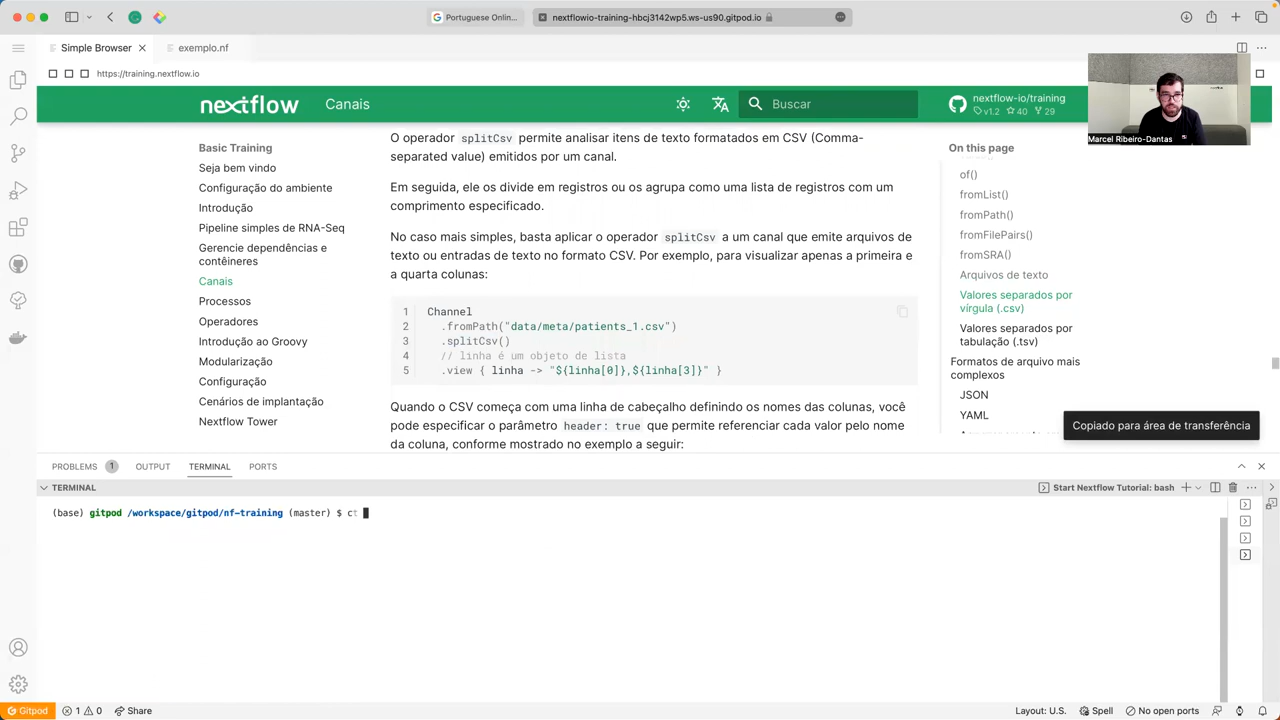 Portuguese Onlin...
nextflowio-training-hbcj3142wp5.ws-us90.gitpod.io
Simple Browser
exemplo.nf
https://training.nextflow.io
nextflow
Canais
Buscar
nextflow-io/training
v1.2 40 29
Marcel Ribeiro-Dantas
Basic Training
Seja bem vindo
Configuração do ambiente
Introdução
Pipeline simples de RNA-Seq
Gerencie dependências e
contêineres
Canais
Processos
Operadores
Introdução ao Groovy
Modularização
Configuração
Cenários de implantação
Nextflow Tower
O operador splitCsv permite analisar itens de texto formatados em CSV (Comma-
separated value) emitidos por um canal.
Em seguida, ele os divide em registros ou os agrupa como uma lista de registros com um
comprimento especificado.
No caso mais simples, basta aplicar o operador splitCsv a um canal que emite arquivos de
texto ou entradas de texto no formato CSV. Por exemplo, para visualizar apenas a primeira e
a quarta colunas:
1 Channel
2 .fromPath("data/meta/patients_1.csv")
3 .splitCsv()
4 // linha é um objeto de lista
5 .view { linha -> "${linha[0]},${linha[3]}" }
Quando o CSV começa com uma linha de cabeçalho definindo os nomes das colunas, você
pode especificar o parâmetro header: true que permite referenciar cada valor pelo nome
da coluna, conforme mostrado no exemplo a seguir:
On this page
of()
fromList()
fromPath()
fromFilePairs()
fromSRA()
Arquivos de texto
Valores separados por
vírgula (.csv)
Valores separados por
tabulação (.tsv)
Formatos de arquivo mais
complexos
JSON
YAML
Copiado para área de transferência
PROBLEMS 1 OUTPUT TERMINAL PORTS
TERMINAL
Start Nextflow Tutorial: bash
(base) gitpod /workspace/gitpod/nf-training (master) $ ct
Gitpod 1 0 Share
Layout: U.S. Spell No open ports